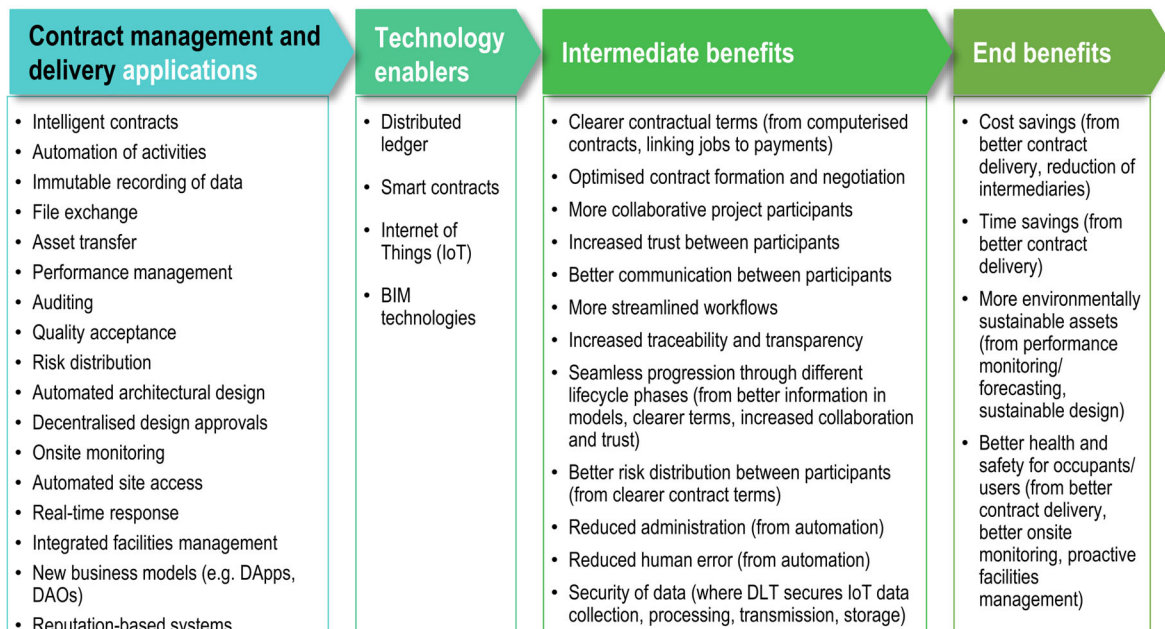 Contract management and
delivery applications
• Intelligent contracts
• Automation of activities
• Immutable recording of data
• File exchange
• Asset transfer
• Performance management
• Auditing
• Quality acceptance
• Risk distribution
• Automated architectural design
• Decentralised design approvals
• Onsite monitoring
• Automated site access
• Real-time response
• Integrated facilities management
• New business models (e.g. DApps,
DAOs)
• Reputation-based systems
Technology
enablers
• Distributed
ledger
• Smart contracts
• Internet of
Things (IoT)
• BIM
technologies
Intermediate benefits
• Clearer contractual terms (from computerised
contracts, linking jobs to payments)
• Optimised contract formation and negotiation
• More collaborative project participants
• Increased trust between participants
• Better communication between participants
• More streamlined workflows
• Increased traceability and transparency
• Seamless progression through different
lifecycle phases (from better information in
models, clearer terms, increased collaboration
and trust)
• Better risk distribution between participants
(from clearer contract terms)
• Reduced administration (from automation)
• Reduced human error (from automation)
• Security of data (where DLT secures IoT data
collection, processing, transmission, storage)
End benefits
• Cost savings (from
better contract
delivery, reduction of
intermediaries)
• Time savings (from
better contract
delivery)
• More environmentally
sustainable assets
(from performance
monitoring/
forecasting,
sustainable design)
• Better health and
safety for occupants/
users (from better
contract delivery,
better onsite
monitoring, proactive
facilities
management)